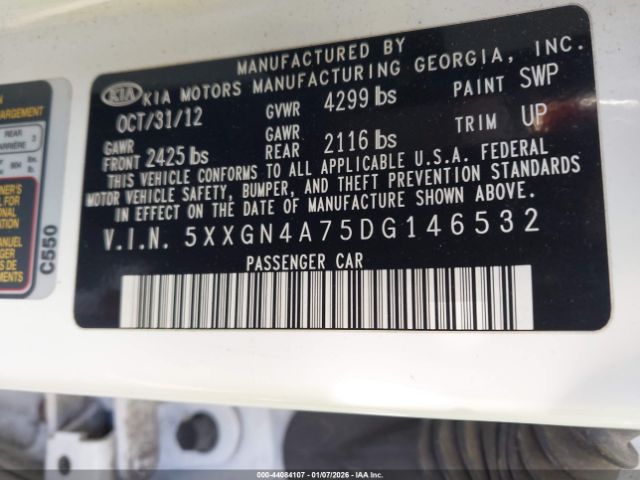 MANUFACTURED BY
KIA KIA MOTORS MANUFACTURING GEORGIA, INC.
OCT/31/12 GVWR 4299 lbs PAINT SWP
GAWR FRONT 2425 lbs GAWR REAR 2116 lbs TRIM UP
THIS VEHICLE CONFORMS TO ALL APPLICABLE U.S.A. FEDERAL
MOTOR VEHICLE SAFETY, BUMPER, AND THEFT PREVENTION STANDARDS
IN EFFECT ON THE DATE OF MANUFACTURE SHOWN ABOVE.
V.I.N. 5XXGN4A75DG146532
PASSENGER CAR
REAR 3
C550
000-44084107 - 01/07/2026 - IAA Inc.